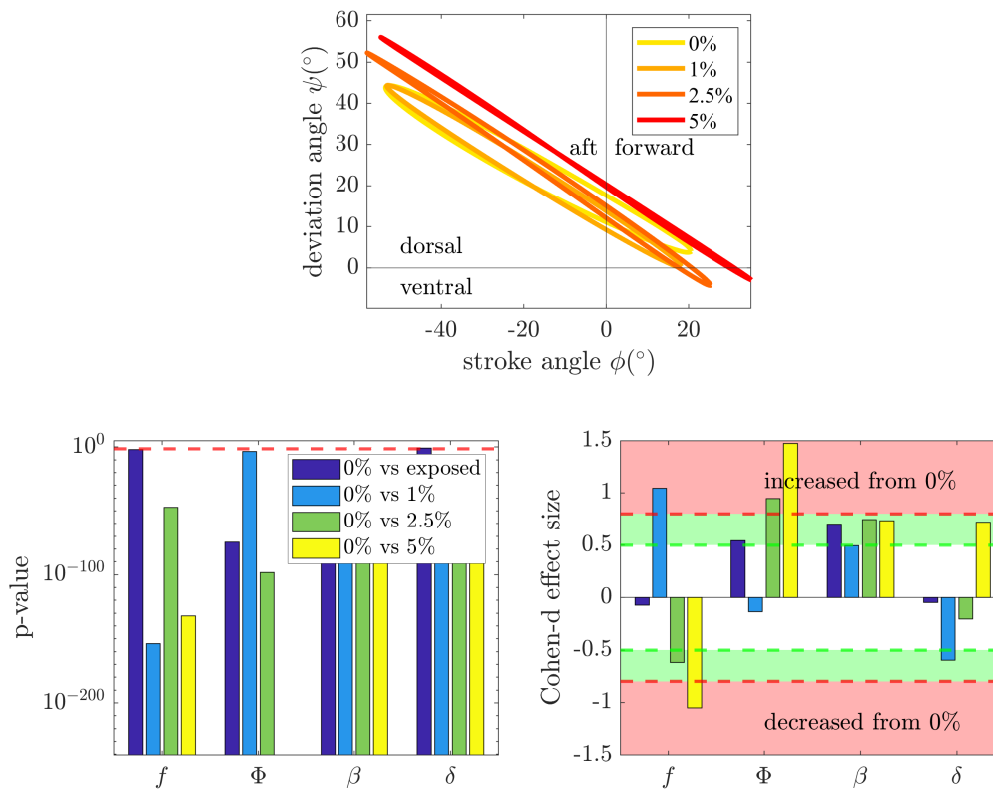 60
50
40
30
20
10
0
deviation angle ψ(°)
0%
1%
2.5%
5%
aft forward
dorsal
ventral
-40 -20 0 20
stroke angle ϕ(°)
10^0
10^-100
10^-200
p-value
0% vs exposed
0% vs 1%
0% vs 2.5%
0% vs 5%
f Φ β δ
1.5
1
0.5
0
-0.5
-1
-1.5
Cohen-d effect size
increased from 0%
decreased from 0%
f Φ β δ